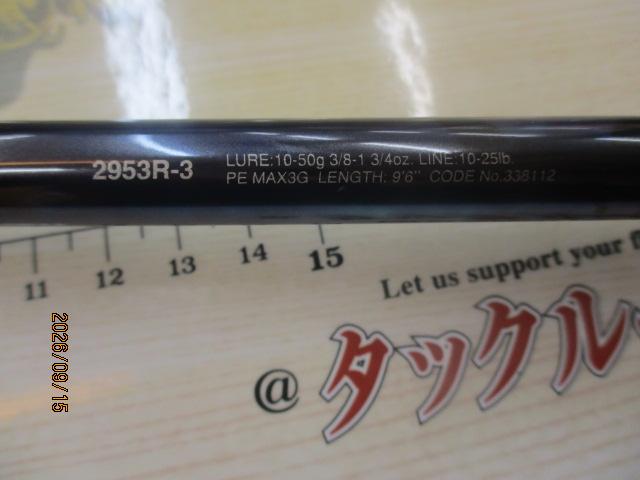 2953R-3
LURE:10-50g 3/8-1 3/4oz. LINE:10-25lb.
PE MAX3G LENGTH: 9'6" CODE No.338112
11 12 13 14 15
Let us support your
@タックル
2026/09/15